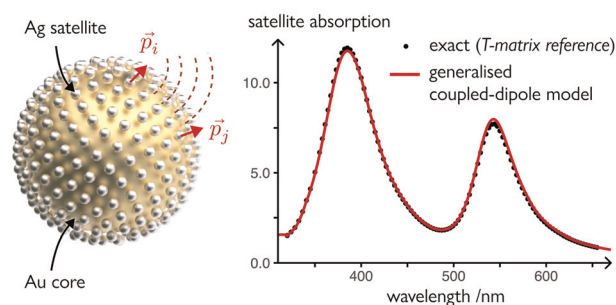 Ag satellite
p⃗i
p⃗j
Au core
satellite absorption
exact (T-matrix reference)
generalised
coupled-dipole model
10.0
5.0
0.0
400
500
600
wavelength /nm